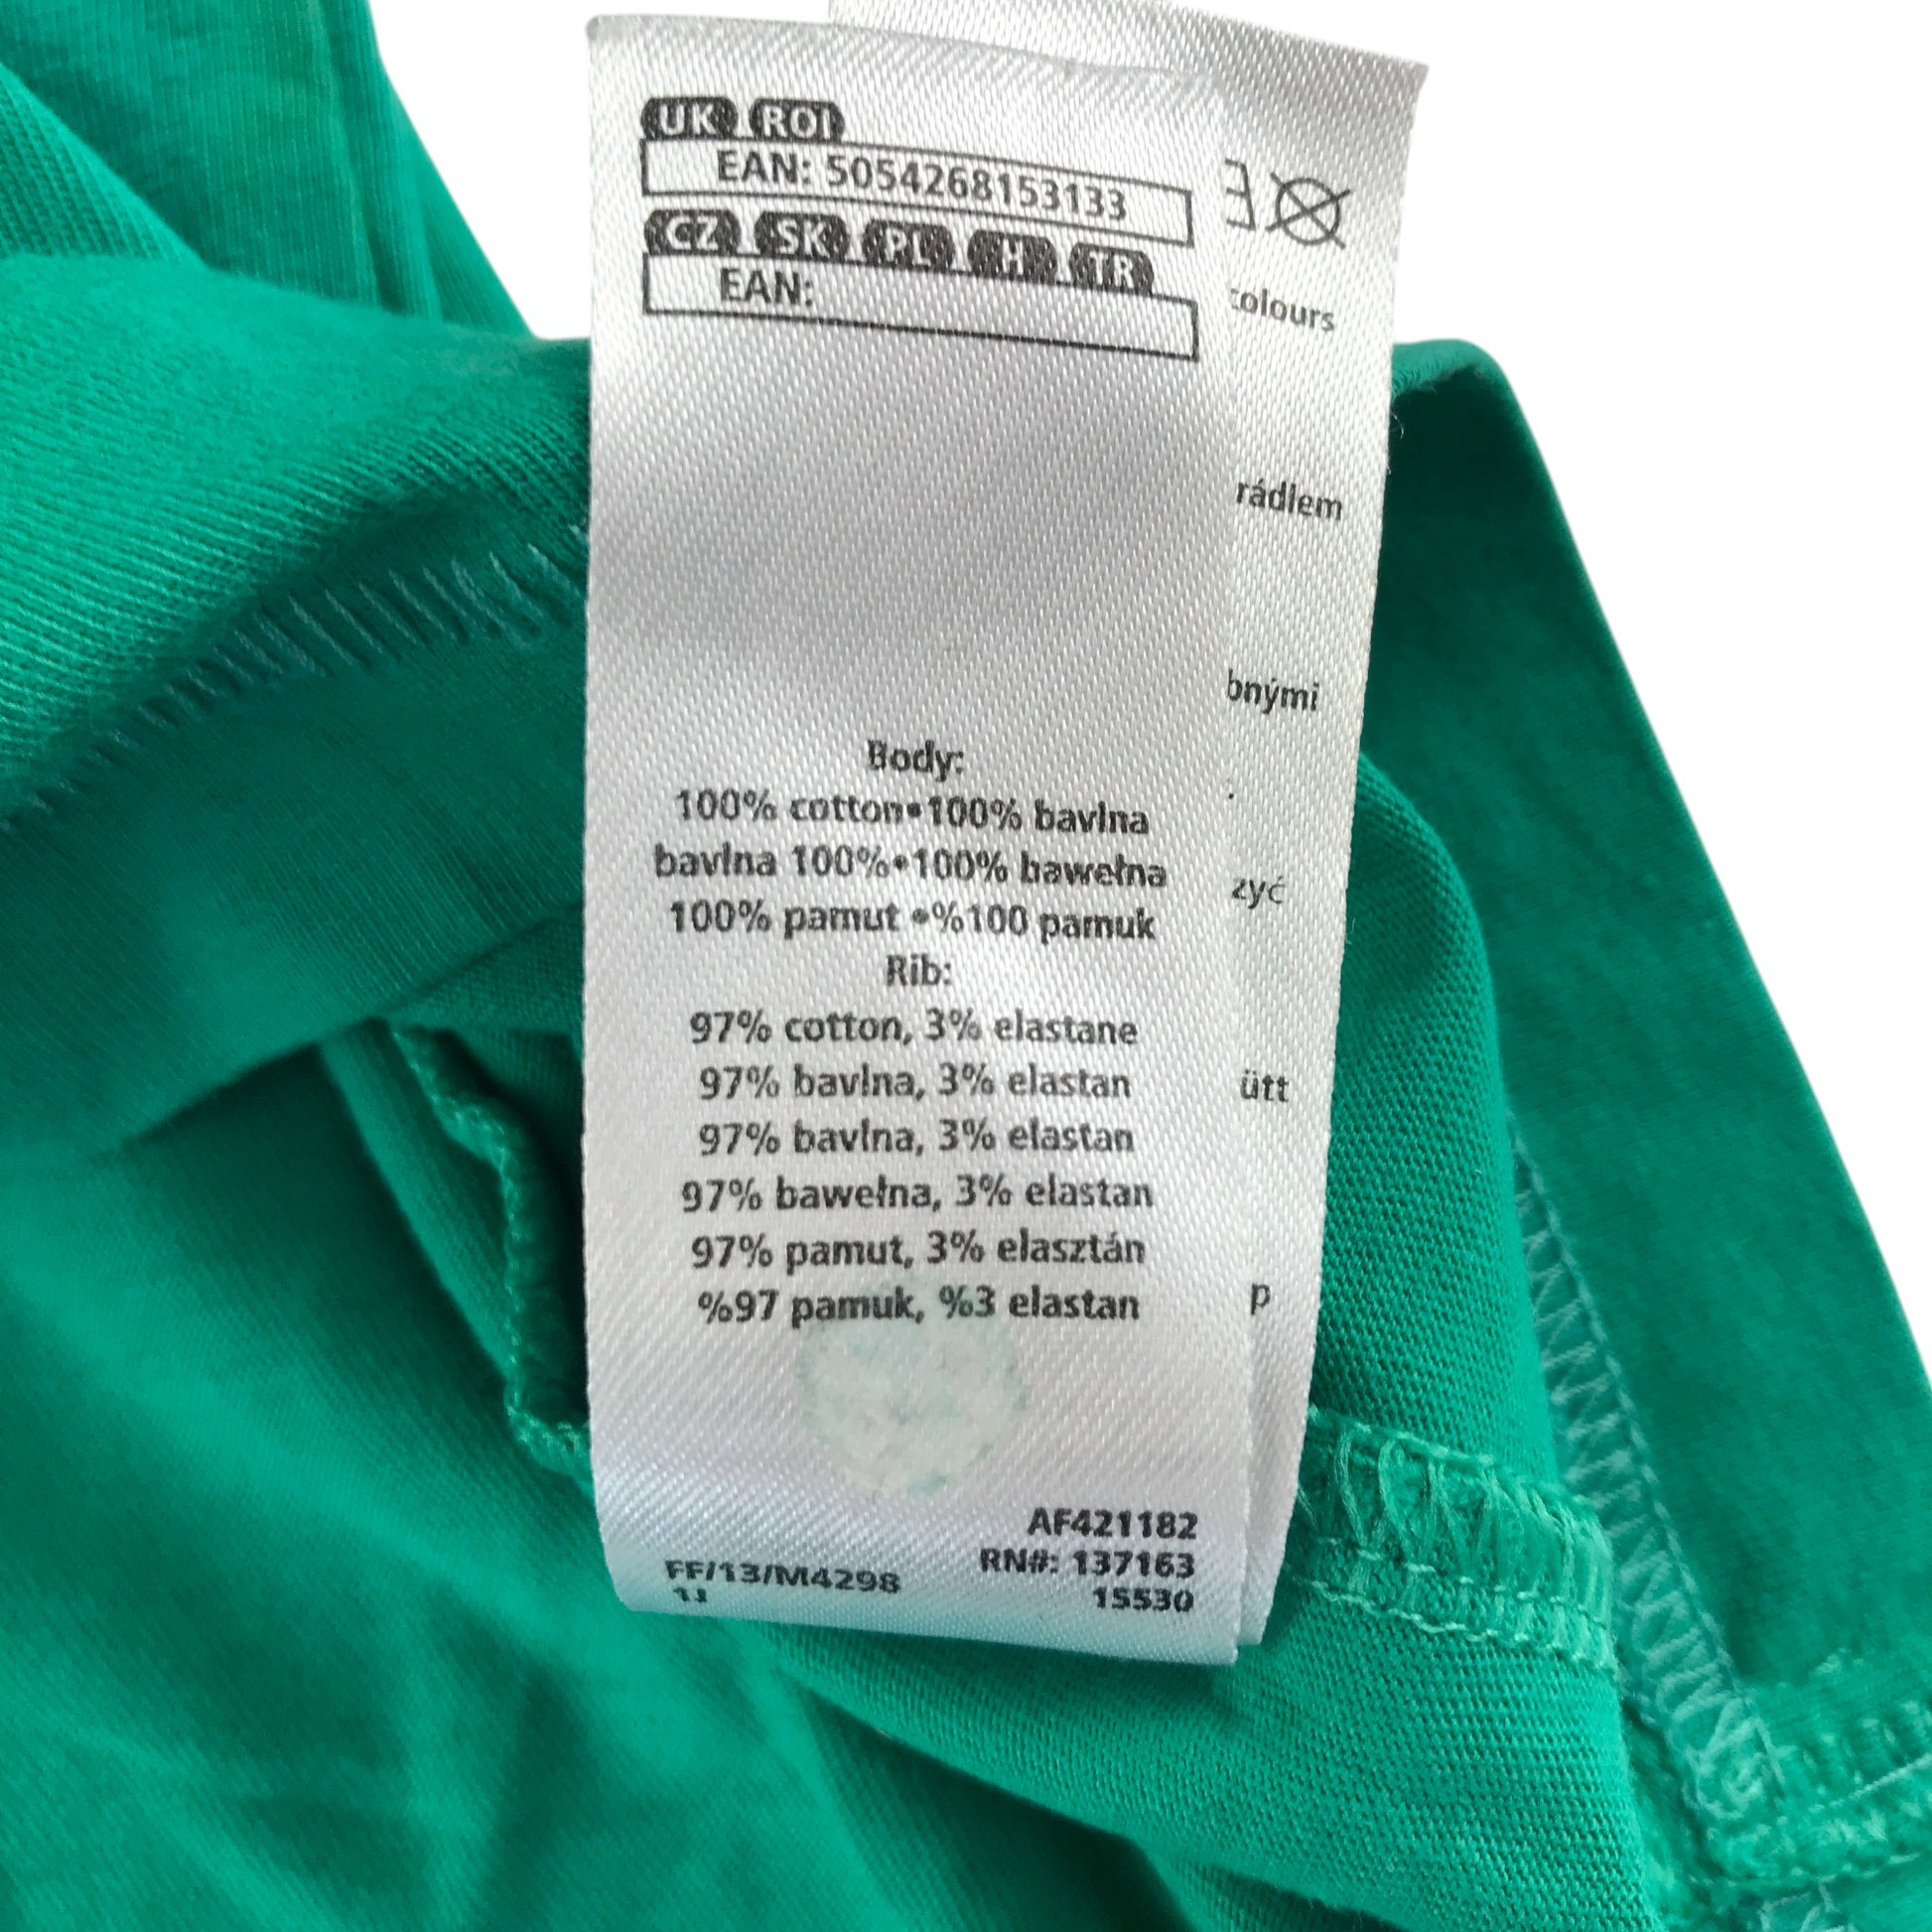 UK ROI
EAN: 5054268153133
CZ SK PL H TR
EAN:
Body:
100% cotton•100% bavlna
bavlna 100%•100% bawełna
100% pamut •%100 pamuk
Rib:
97% cotton, 3% elastane
97% bavlna, 3% elastan
97% bavlna, 3% elastan
97% bawełna, 3% elastan
97% pamut, 3% elasztán
%97 pamuk, %3 elastan
AF421182
RN#: 137163
15530
FF/13/M4298
1J
colours
rádlem
bnými
zyć
ütt
p